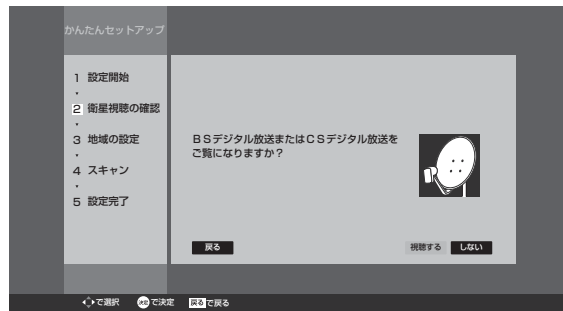 かんたんセットアップ
1 設定開始
・
2 衛星視聴の確認
・
3 地域の設定
・
4 スキャン
・
5 設定完了
ＢＳデジタル放送またはＣＳデジタル放送を
ご覧になりますか？
戻る 視聴する しない
で選択 決定 で決定 戻る で戻る